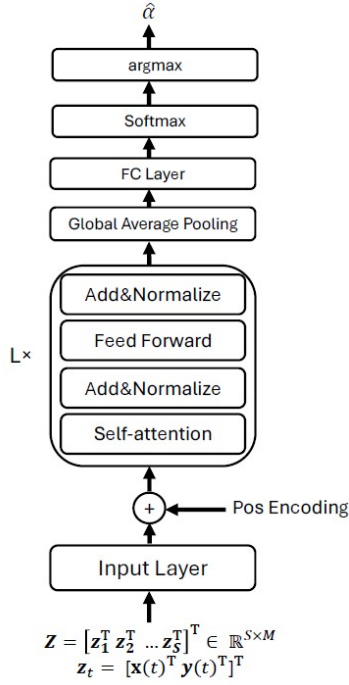 α̂
argmax
Softmax
FC Layer
Global Average Pooling
Add&Normalize
Feed Forward
L×
Add&Normalize
Self-attention
+
Pos Encoding
Input Layer
Z = [z₁ᵀ z₂ᵀ …z_Sᵀ]ᵀ ∈ ℝ^{S×M}
z_t = [x(t)ᵀ y(t)ᵀ]ᵀ